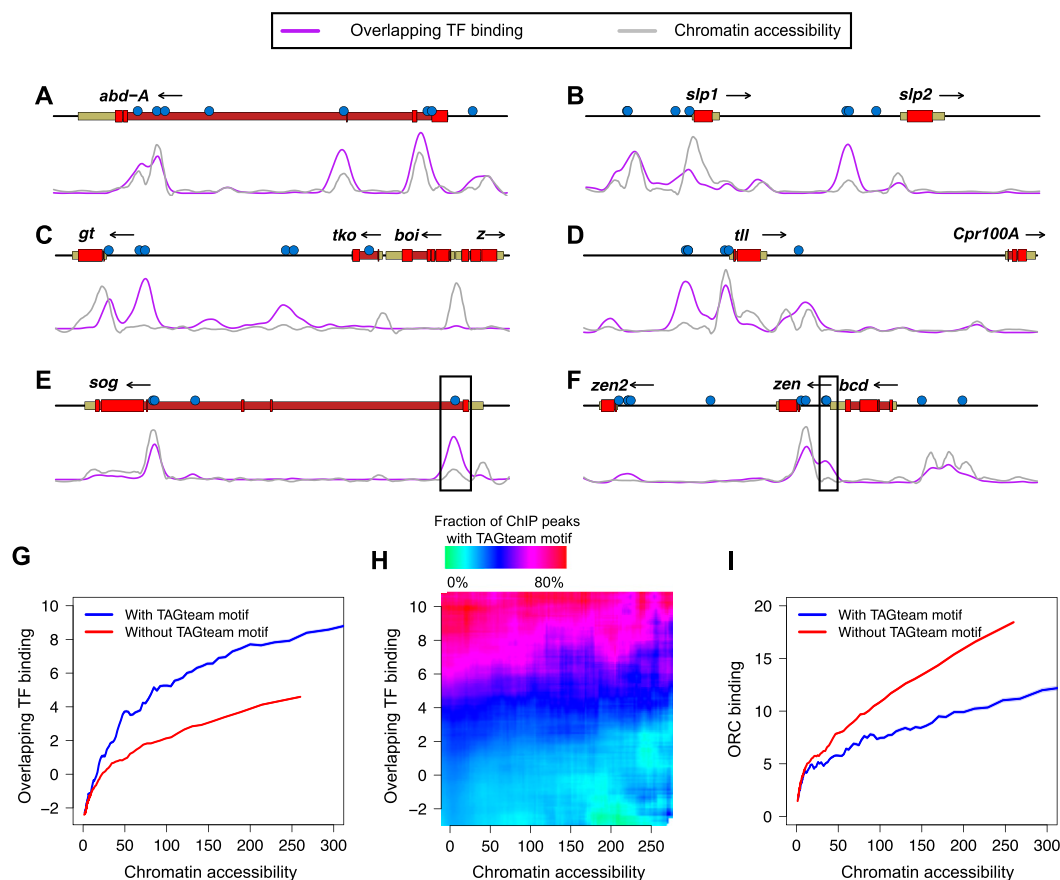 Overlapping TF binding
Chromatin accessibility
A
abd-A
B
slp1
slp2
C
gt
tko
boi
z
D
tll
Cpr100A
E
sog
F
zen2
zen
bcd
G
Overlapping TF binding
10
8
6
4
2
0
−2
With TAGteam motif
Without TAGteam motif
0
50
100
150
200
250
300
Chromatin accessibility
H
Fraction of ChIP peaks
with TAGteam motif
0%
80%
Overlapping TF binding
10
8
6
4
2
0
−2
0
50
100
150
200
250
Chromatin accessibility
I
ORC binding
20
15
10
5
0
With TAGteam motif
Without TAGteam motif
0
50
100
150
200
250
300
Chromatin accessibility